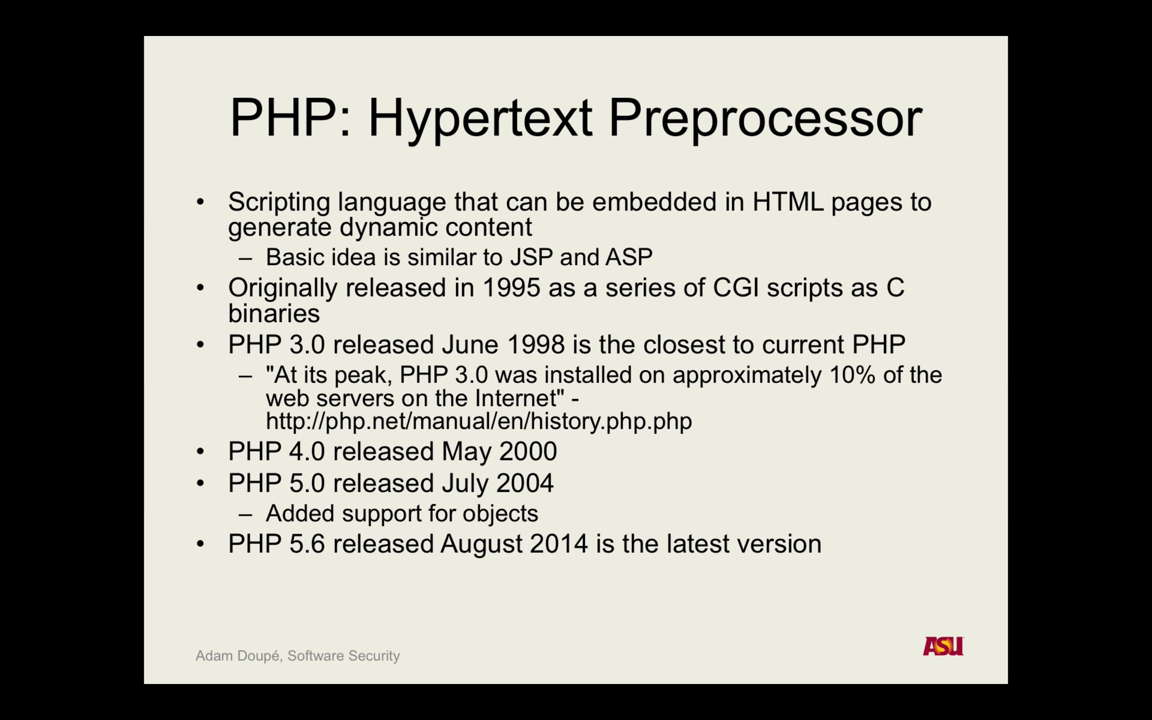 PHP: Hypertext Preprocessor
• Scripting language that can be embedded in HTML pages to
generate dynamic content
– Basic idea is similar to JSP and ASP
• Originally released in 1995 as a series of CGI scripts as C
binaries
• PHP 3.0 released June 1998 is the closest to current PHP
– "At its peak, PHP 3.0 was installed on approximately 10% of the
web servers on the Internet" -
http://php.net/manual/en/history.php.php
• PHP 4.0 released May 2000
• PHP 5.0 released July 2004
– Added support for objects
• PHP 5.6 released August 2014 is the latest version
Adam Doupé, Software Security
ASU